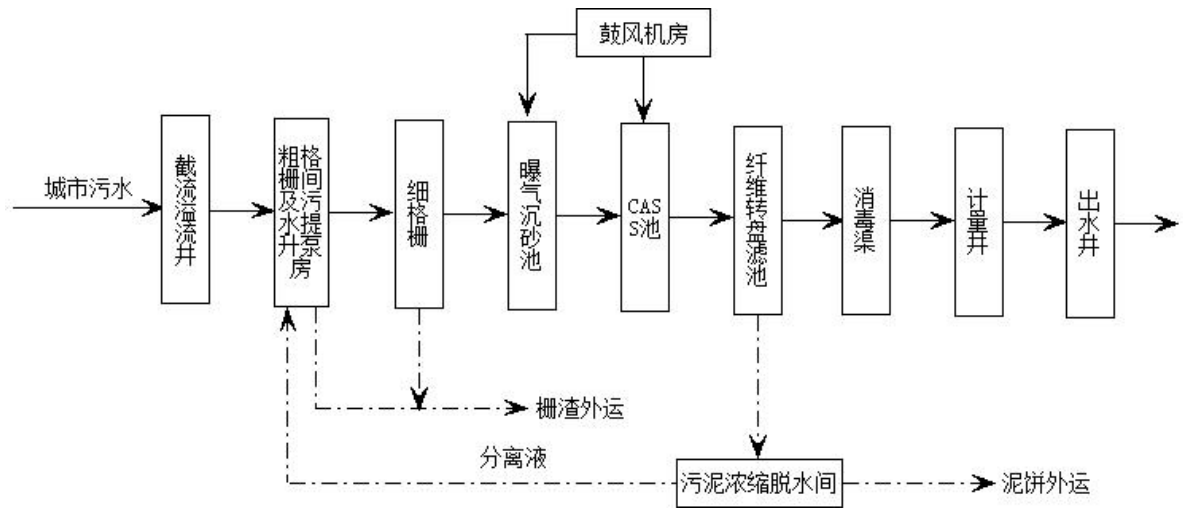 鼓风机房
城市污水
截流溢流井
粗格
栅间
及污
水提
升泵
房
细格栅
曝气沉砂池
CAS
S池
纤维转盘滤池
消毒渠
计量井
出水井
栅渣外运
分离液
污泥浓缩脱水间
泥饼外运